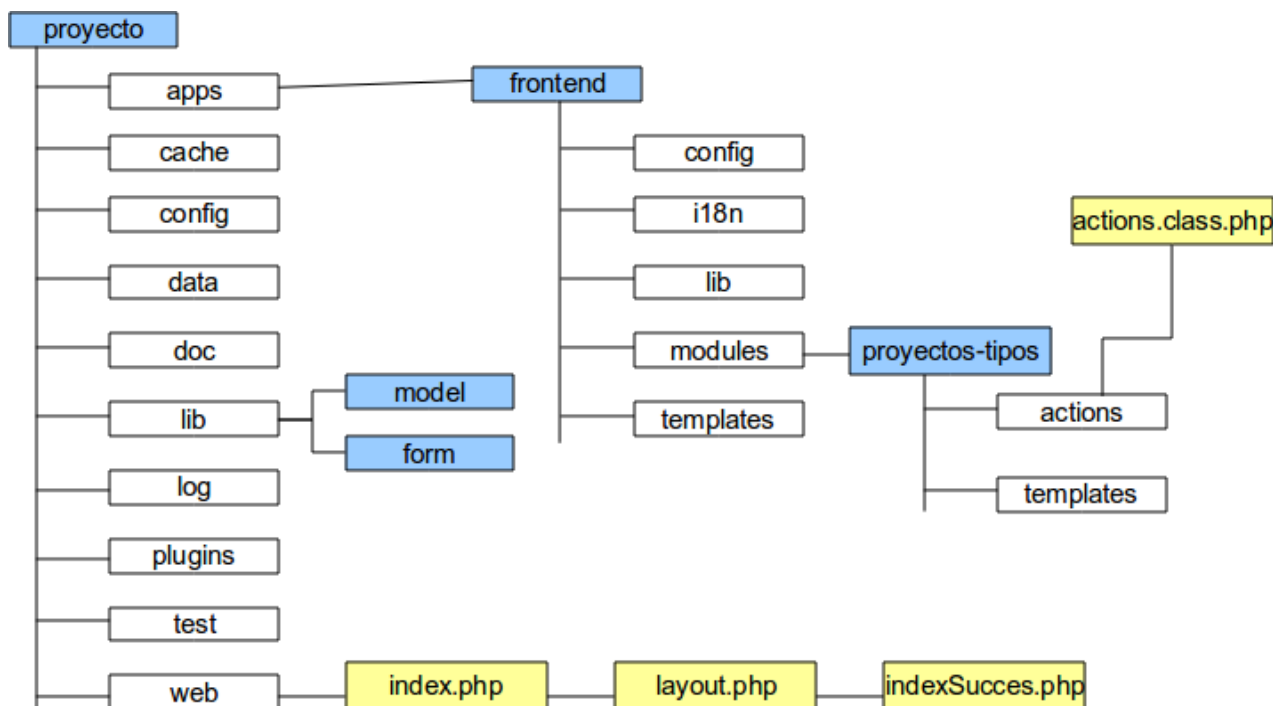 proyecto
apps
frontend
cache
config
config
i18n
actions.class.php
data
lib
doc
modules
proyectos-tipos
model
lib
templates
actions
form
log
templates
plugins
test
web
index.php
layout.php
indexSucces.php